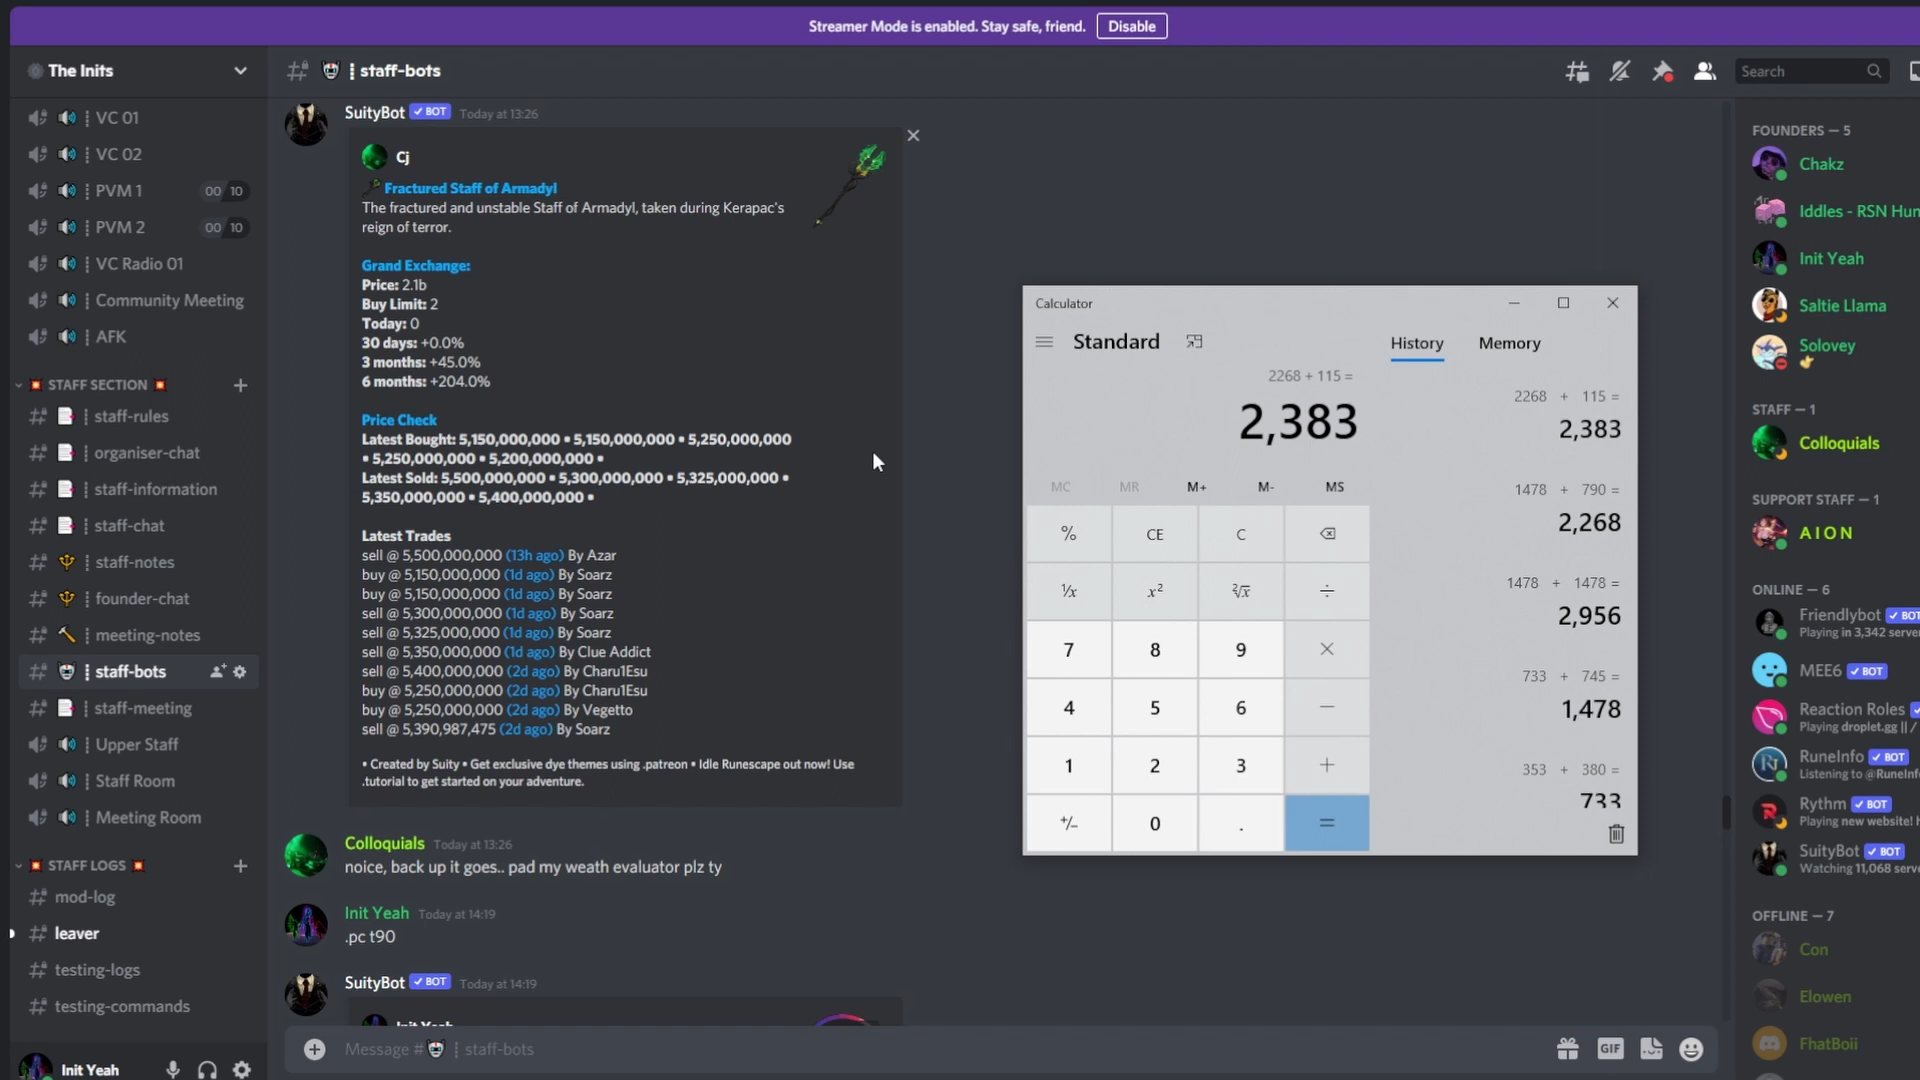 Streamer Mode is enabled. Stay safe, friend. Disable
The Inits
VC 01
VC 02
PVM 1 00 10
PVM 2 00 10
VC Radio 01
Community Meeting
AFK
STAFF SECTION
staff-rules
organiser-chat
staff-information
staff-chat
staff-notes
founder-chat
meeting-notes
staff-bots
staff-meeting
Upper Staff
Staff Room
Meeting Room
STAFF LOGS
mod-log
leaver
testing-logs
testing-commands
Init Yeah
staff-bots
Search
SuityBot ✓ BOT Today at 13:26
Cj
Fractured Staff of Armadyl
The fractured and unstable Staff of Armadyl, taken during Kerapac's
reign of terror.
Grand Exchange:
Price: 2.1b
Buy Limit: 2
Today: 0
30 days: +0.0%
3 months: +45.0%
6 months: +204.0%
Price Check
Latest Bought: 5,150,000,000 • 5,150,000,000 • 5,250,000,000
• 5,250,000,000 • 5,200,000,000 •
Latest Sold: 5,500,000,000 • 5,300,000,000 • 5,325,000,000 •
5,350,000,000 • 5,400,000,000 •
Latest Trades
sell @ 5,500,000,000 (13h ago) By Azar
buy @ 5,150,000,000 (1d ago) By Soarz
buy @ 5,150,000,000 (1d ago) By Soarz
sell @ 5,300,000,000 (1d ago) By Soarz
sell @ 5,325,000,000 (1d ago) By Soarz
sell @ 5,350,000,000 (1d ago) By Clue Addict
sell @ 5,400,000,000 (2d ago) By Charu1Esu
buy @ 5,250,000,000 (2d ago) By Charu1Esu
buy @ 5,250,000,000 (2d ago) By Vegetto
sell @ 5,390,987,475 (2d ago) By Soarz
• Created by Suity • Get exclusive dye themes using .patreon • Idle Runescape out now! Use
.tutorial to get started on your adventure.
Colloquials Today at 13:26
noice, back up it goes.. pad my weath evaluator plz ty
Init Yeah Today at 14:19
.pc t90
SuityBot ✓ BOT Today at 14:19
Init Yeah
Message # staff-bots
GIF
Calculator
Standard
History Memory
2268 + 115 =
2,383
MC MR M+ M- MS
% CE C
¹/x x² ²√x ÷
7 8 9 ×
4 5 6 −
1 2 3 +
+/− 0 . =
2268 + 115 =
2,383
1478 + 790 =
2,268
1478 + 1478 =
2,956
733 + 745 =
1,478
353 + 380 =
733
FOUNDERS — 5
Chakz
Iddles - RSN Hun
Init Yeah
Saltie Llama
Solovey
STAFF — 1
Colloquials
SUPPORT STAFF — 1
A I O N
ONLINE — 6
Friendlybot ✓ BOT
Playing in 3,342 server
MEE6 ✓ BOT
Reaction Roles
Playing droplet.gg || /
RuneInfo ✓ BOT
Listening to @RuneInfo
Rythm ✓ BOT
Playing new website!
SuityBot ✓ BOT
Watching 11,068 serve
OFFLINE — 7
Con
Elowen
FhatBoii